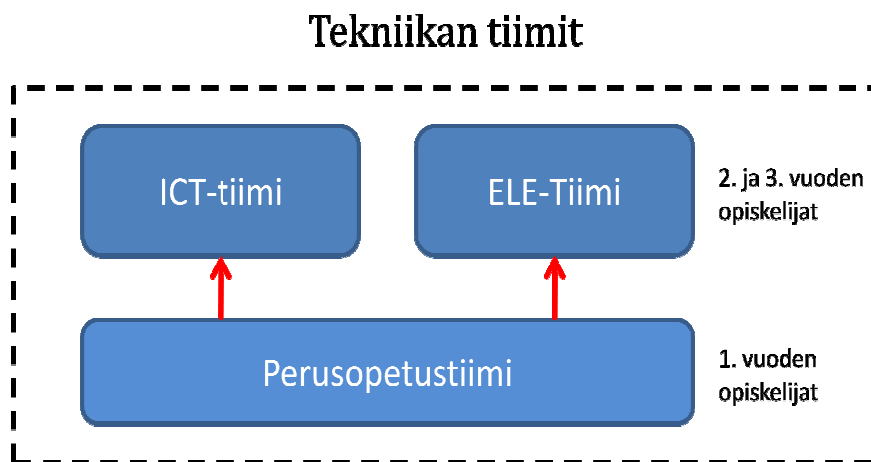 Tekniikan tiimit
ICT-tiimi
ELE-Tiimi
2. ja 3. vuoden
opiskelijat
Perusopetustiimi
1. vuoden
opiskelijat